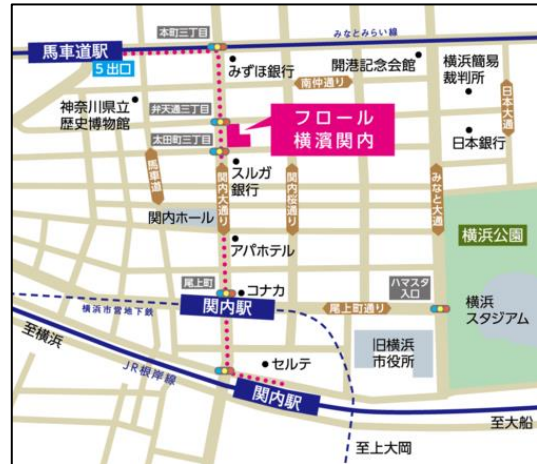 本町三丁目
みなとみらい線
馬車道駅
5出口
みずほ銀行
開港記念会館
横浜簡易
裁判所
南仲通り
日本大通
神奈川県立
歴史博物館
弁天通三丁目
フロール
横濱関内
太田町三丁目
日本銀行
馬車道
スルガ
銀行
関内大通り
関内桜通り
みなと大通
関内ホール
横浜公園
アパホテル
尾上町
コナカ
ハマスタ
入口
横浜市営地下鉄
関内駅
尾上町通り
横浜
スタジアム
至横浜
旧横浜
市役所
JR根岸線
セルテ
関内駅
至大船
至上大岡